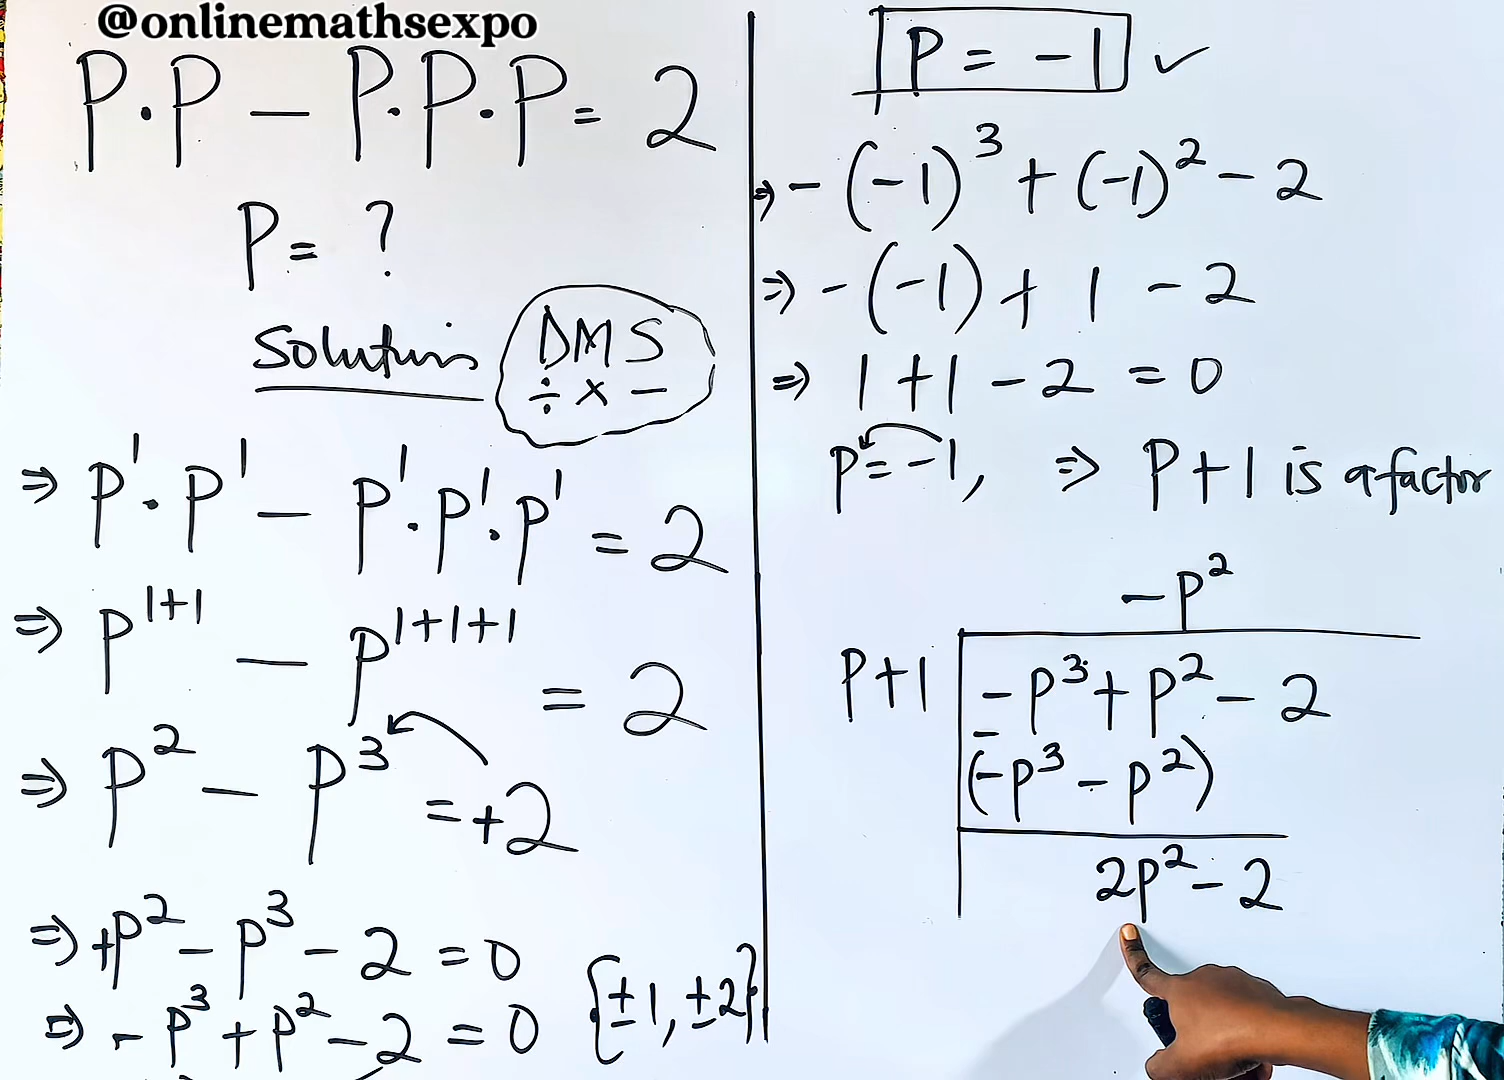 @onlinemathsexpo
P·P − P·P·P = 2
P = ?
Solutions
DMS
÷ × −
⇒ P¹·P¹ − P¹·P¹·P¹ = 2
⇒ P¹⁺¹ − P¹⁺¹⁺¹ = 2
⇒ P² − P³ = +2
⇒ +P² − P³ − 2 = 0
⇒ −P³ + P² − 2 = 0 {±1, ±2}
P = −1 ✓
⇒ −(−1)³ + (−1)² − 2
⇒ −(−1) + 1 − 2
⇒ 1 + 1 − 2 = 0
P = −1, ⇒ P + 1 is a factor
−P²
P + 1 −P³ + P² − 2
−(−P³ − P²)
2P² − 2